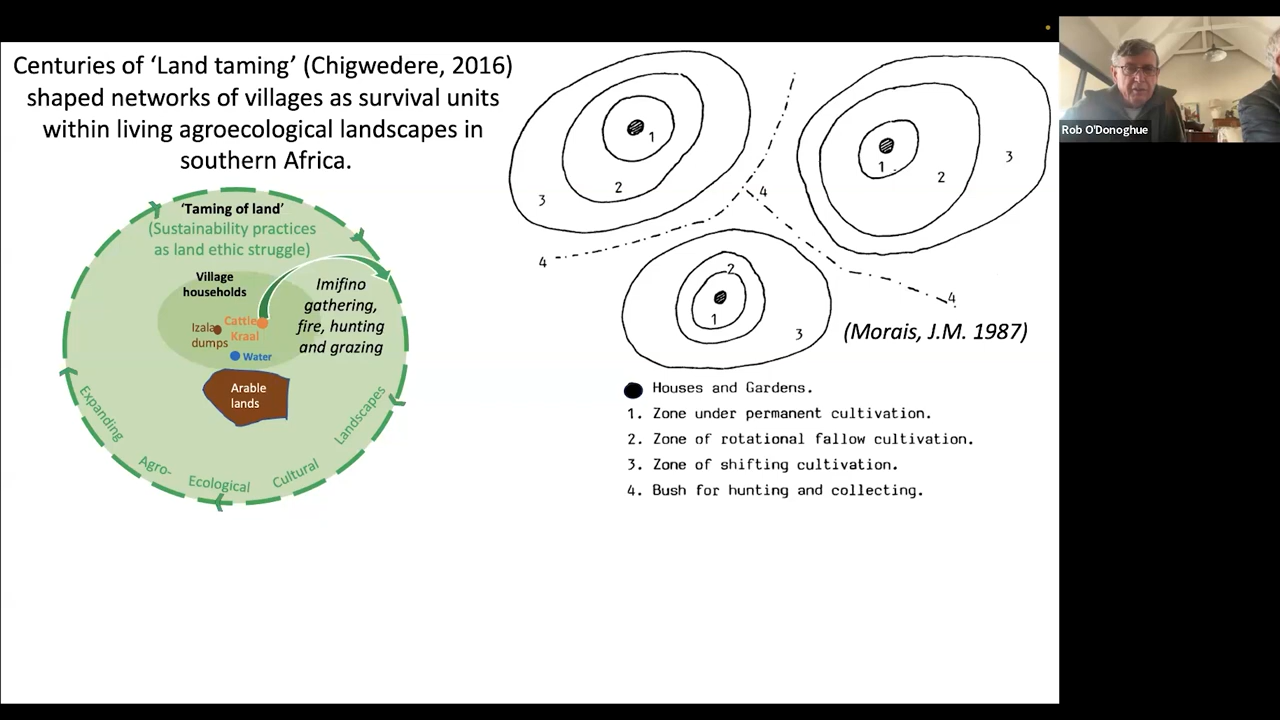 Centuries of ‘Land taming’ (Chigwedere, 2016)
shaped networks of villages as survival units
within living agroecological landscapes in
southern Africa.
‘Taming of land’
(Sustainability practices
as land ethic struggle)
Village
households
Izala
dumps
Cattle
Kraal
Water
Imifino
gathering,
fire, hunting
and grazing
Arable
lands
Expanding
Agro-
Ecological
Cultural
Landscapes
1
2
3
1
2
3
4
4
2
1
3
4
(Morais, J.M. 1987)
Houses and Gardens.
1. Zone under permanent cultivation.
2. Zone of rotational fallow cultivation.
3. Zone of shifting cultivation.
4. Bush for hunting and collecting.
Rob O'Donoghue